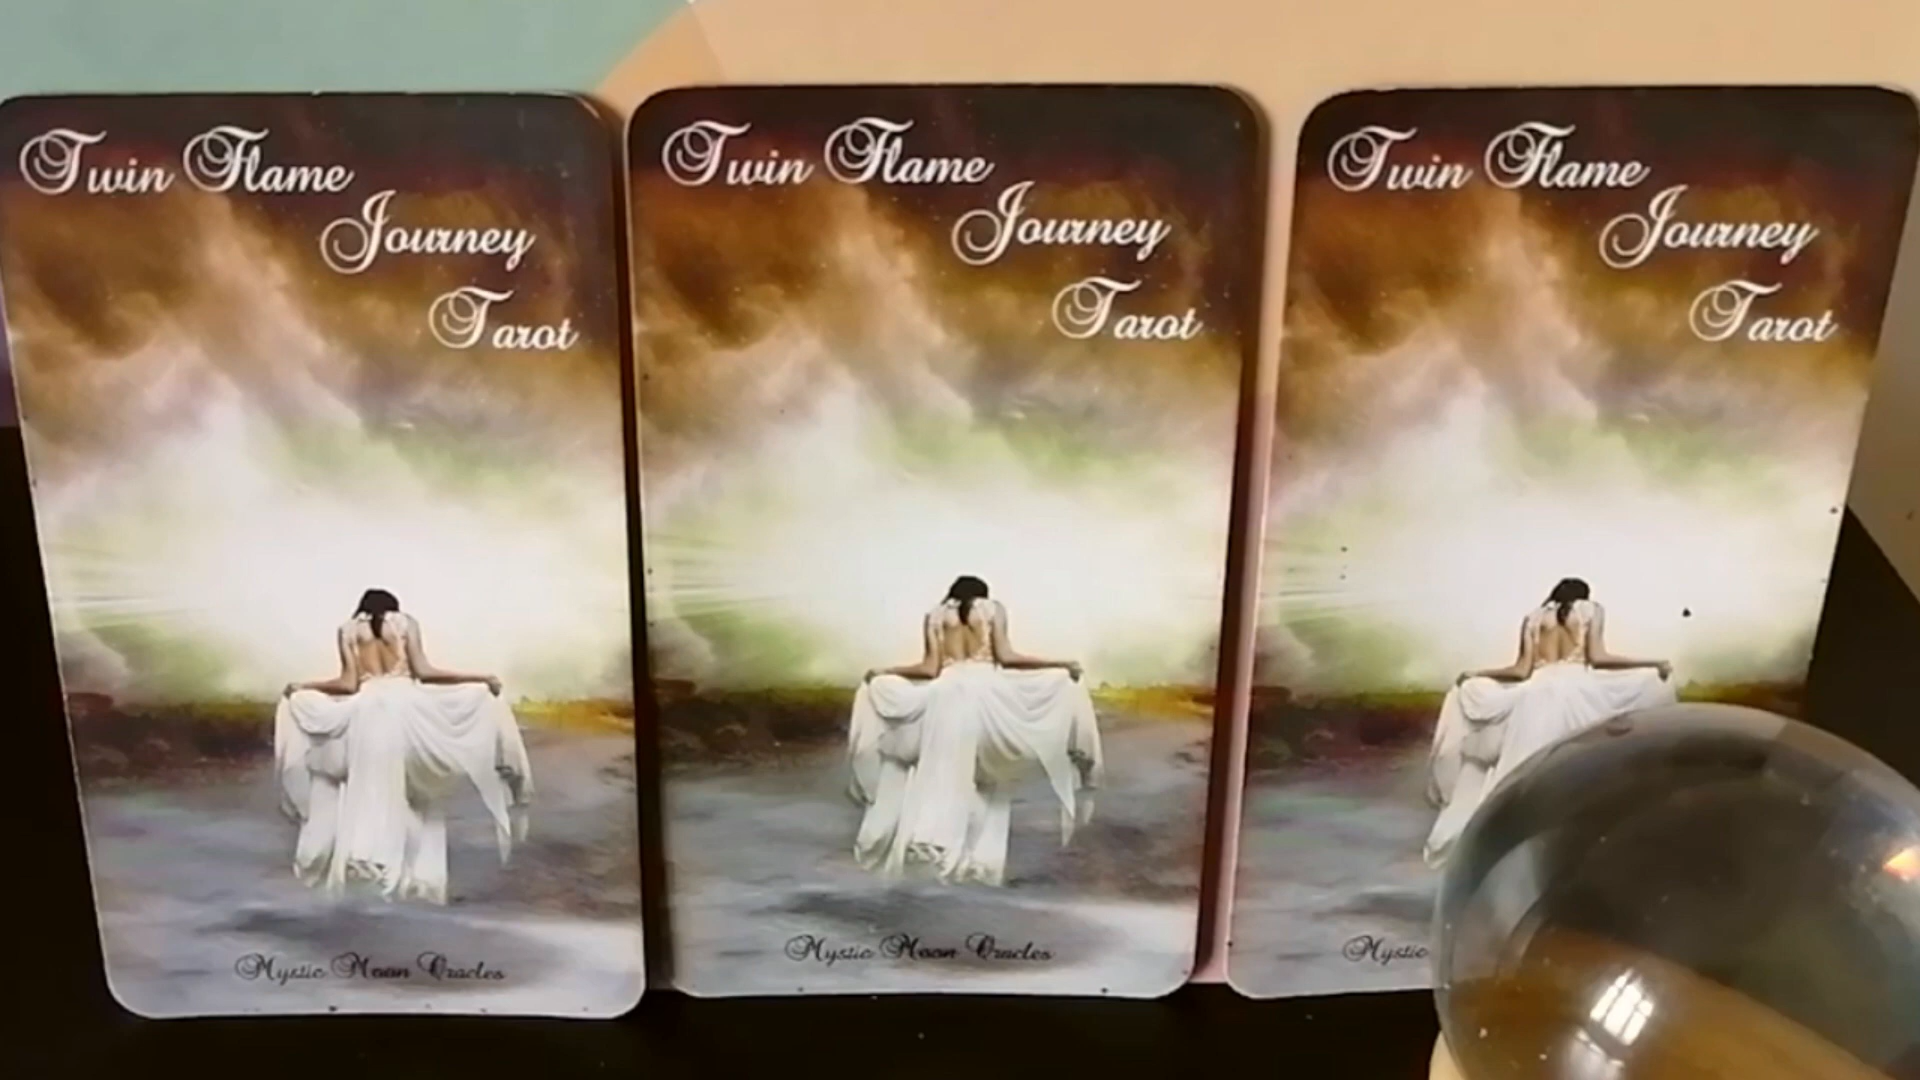 Twin Flame
Journey
Tarot
Mystic Moon Oracles
Twin Flame
Journey
Tarot
Mystic Moon Oracles
Twin Flame
Journey
Tarot
Mystic